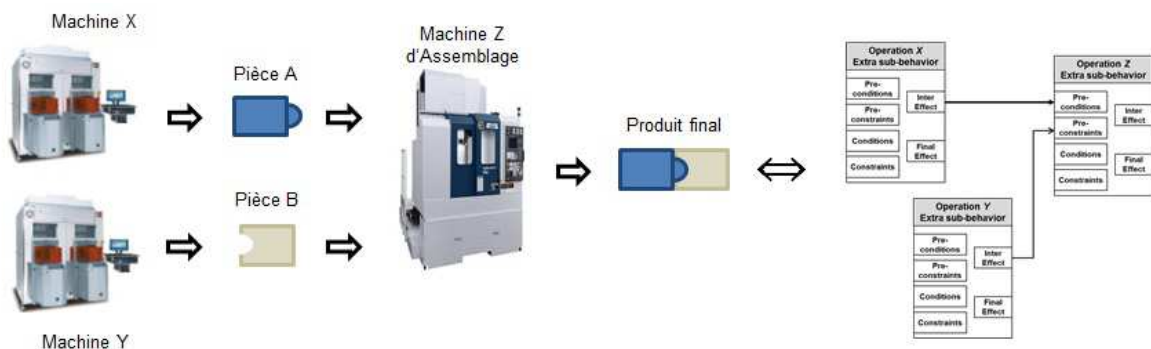 Machine X
Pièce A
Machine Z
d'Assemblage
Produit final
Pièce B
Machine Y
Operation X
Extra sub-behavior
Pre-
conditions
Pre-
constraints
Conditions
Constraints
Inter
Effect
Final
Effect
Operation Z
Extra sub-behavior
Pre-
conditions
Pre-
constraints
Conditions
Constraints
Inter
Effect
Final
Effect
Operation Y
Extra sub-behavior
Pre-
conditions
Pre-
constraints
Conditions
Constraints
Inter
Effect
Final
Effect